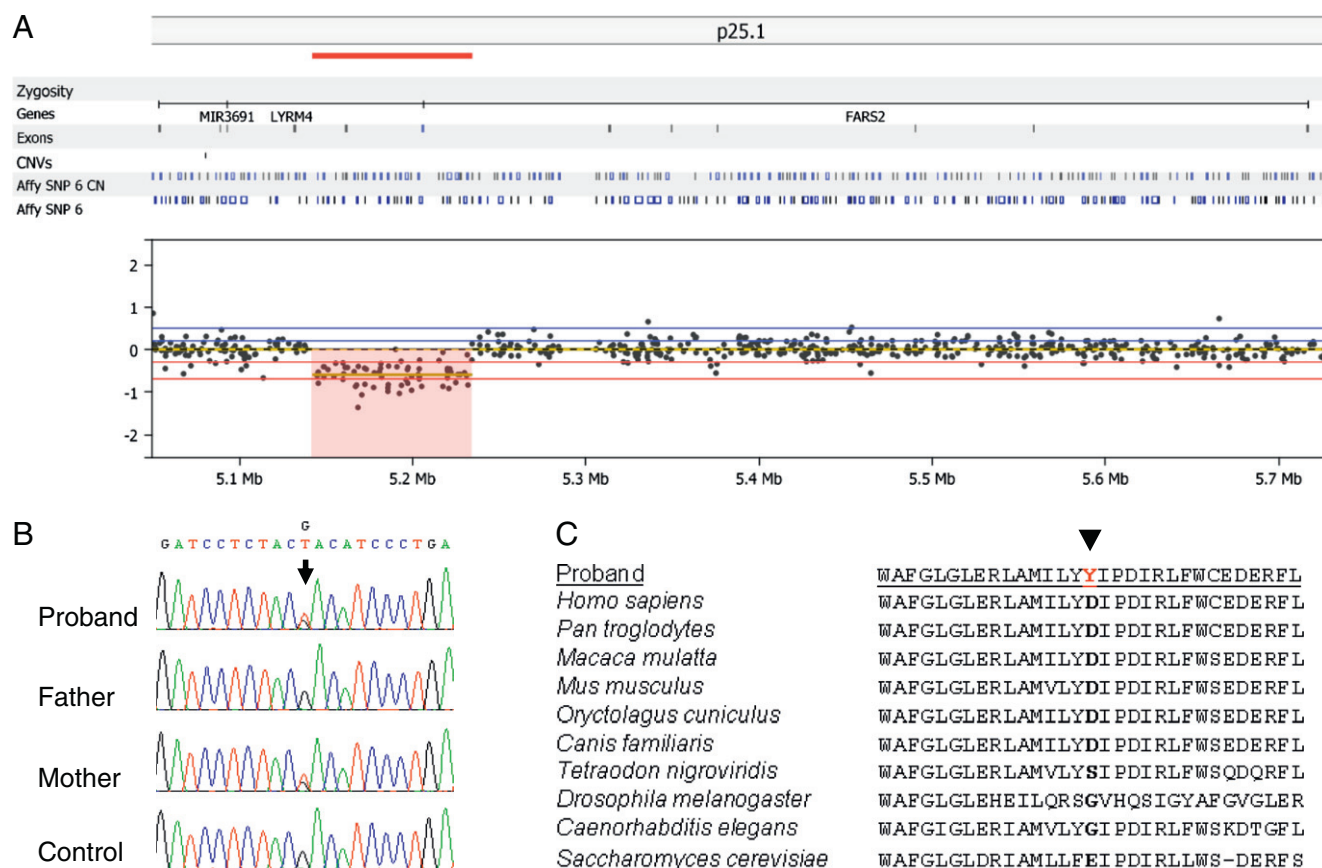 A
p25.1
Zygosity
Genes
MIR3691 LYRM4 FARS2
Exons
CNVs
Affy SNP 6 CN
Affy SNP 6
2
1
0
-1
-2
5.1 Mb 5.2 Mb 5.3 Mb 5.4 Mb 5.5 Mb 5.6 Mb 5.7 Mb
B
G
GATCCTCTACTACATCCCTGA
Proband
Father
Mother
Control
C
Proband WAFGLGLERLAMILYYIPDIRLFWCEDERFL
Homo sapiens WAFGLGLERLAMILYDIPDIRLFWCEDERFL
Pan troglodytes WAFGLGLERLAMILYDIPDIRLFWCEDERFL
Macaca mulatta WAFGLGLERLAMILYDIPDIRLFWSEDERFL
Mus musculus WAFGLGLERLAMVLYDIPDIRLFWSEDERFL
Oryctolagus cuniculus WAFGLGLERLAMILYDIPDIRLFWSEDERFL
Canis familiaris WAFGLGLERLAMILYDIPDIRLFWSEDERFL
Tetraodon nigroviridis WAFGLGLERLAMVLYSIPDIRLFWSQDQRFL
Drosophila melanogaster WAFGLGLEHEILQRSGVHQSIGYAFGVGLER
Caenorhabditis elegans WAFGIGLERIAMVLYGIPDIRLFWSKDTGFL
Saccharomyces cerevisiae WAFGLGLDRIAMLLFEIPDIRLLWS-DERFS